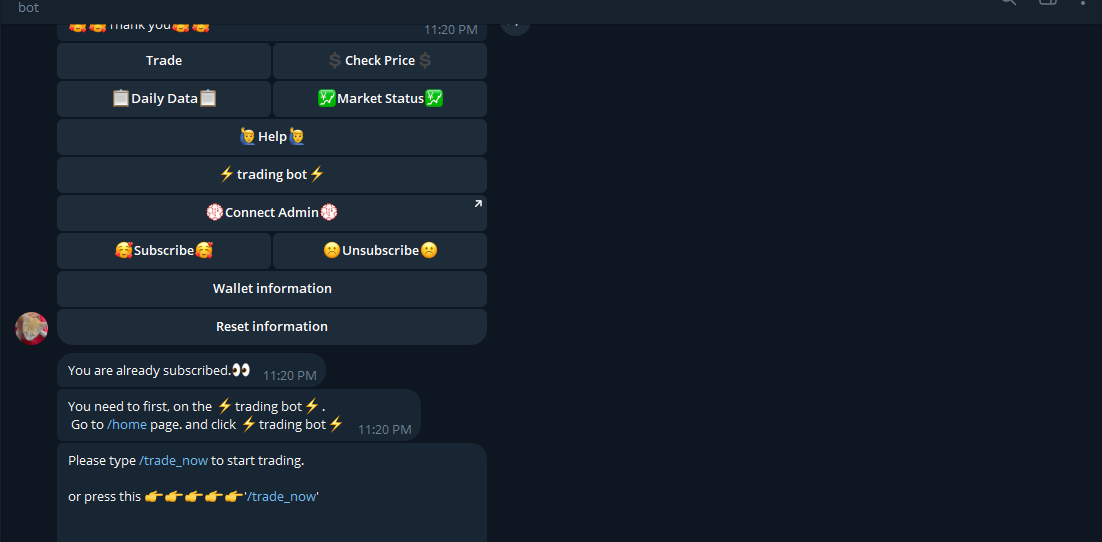 bot
🥰🥰Thank you🥰🥰
11:20 PM
Trade
💲Check Price💲
📋Daily Data📋
💹Market Status💹
🙋‍♂️Help🙋‍♂️
⚡trading bot⚡
⚾Connect Admin⚾
🥰Subscribe🥰
☹️Unsubscribe☹️
Wallet information
Reset information
You are already subscribed.👀
11:20 PM
You need to first, on the ⚡trading bot⚡.
Go to /home page. and click ⚡trading bot⚡
11:20 PM
Please type /trade_now to start trading.
or press this 👉👉👉👉👉'/trade_now'